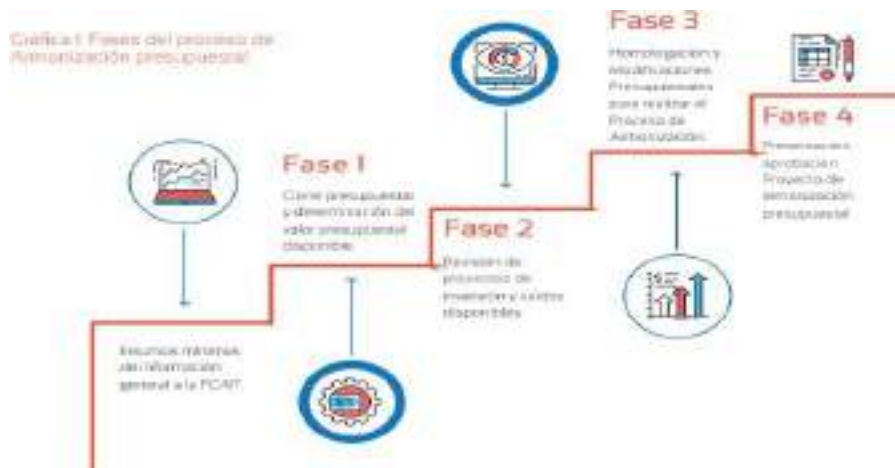 Gráfica 1 Fases del proceso de
Armonización presupuestal
Insumos mínimos
de información
general a la
Fase 1
Cierre presupuestal
y determinación del
valor presupuestal
disponible
Fase 2
Revisión de
proyectos de
inversión y saldos
disponibles
Fase 3
Homologación y
Modificaciones
Presupuestales
para realizar el
Proceso de
Armonización
Fase 4
Presentación
aprobación
Proyecto de
armonización
presupuestal